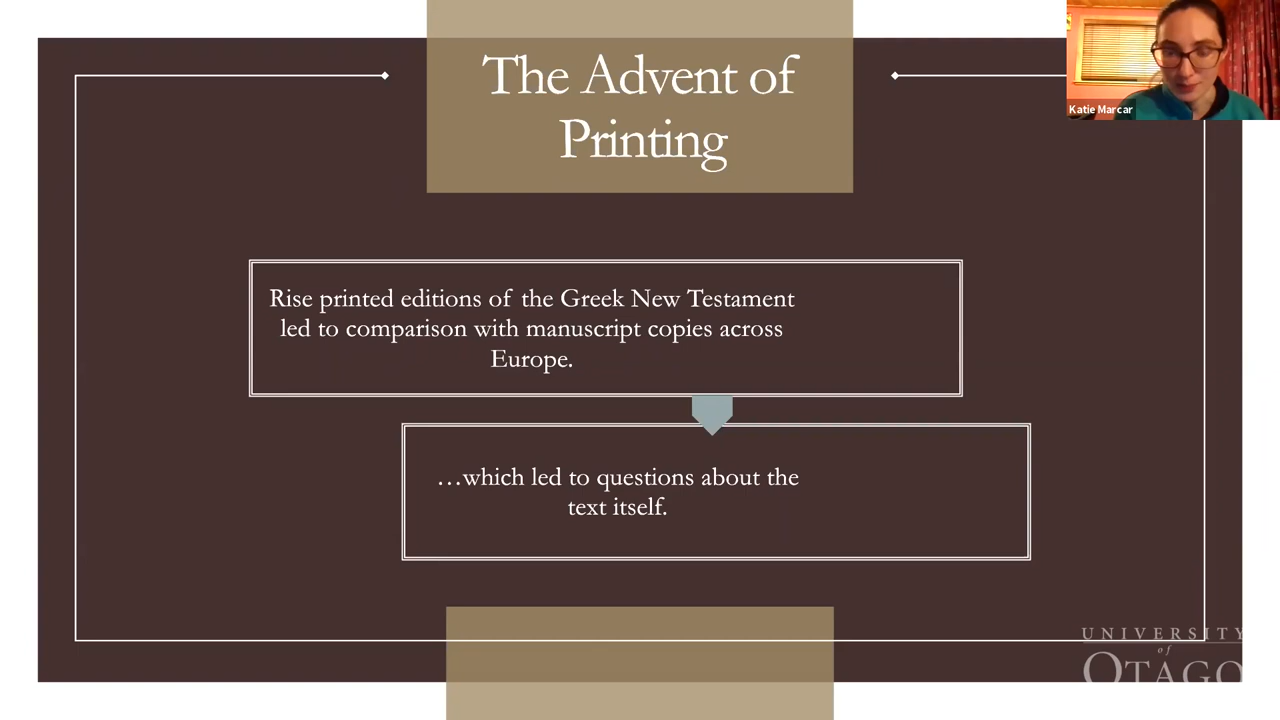 The Advent of
Printing
Katie Marcar
Rise printed editions of the Greek New Testament
led to comparison with manuscript copies across
Europe.
…which led to questions about the
text itself.
UNIVERSITY
of
OTAGO